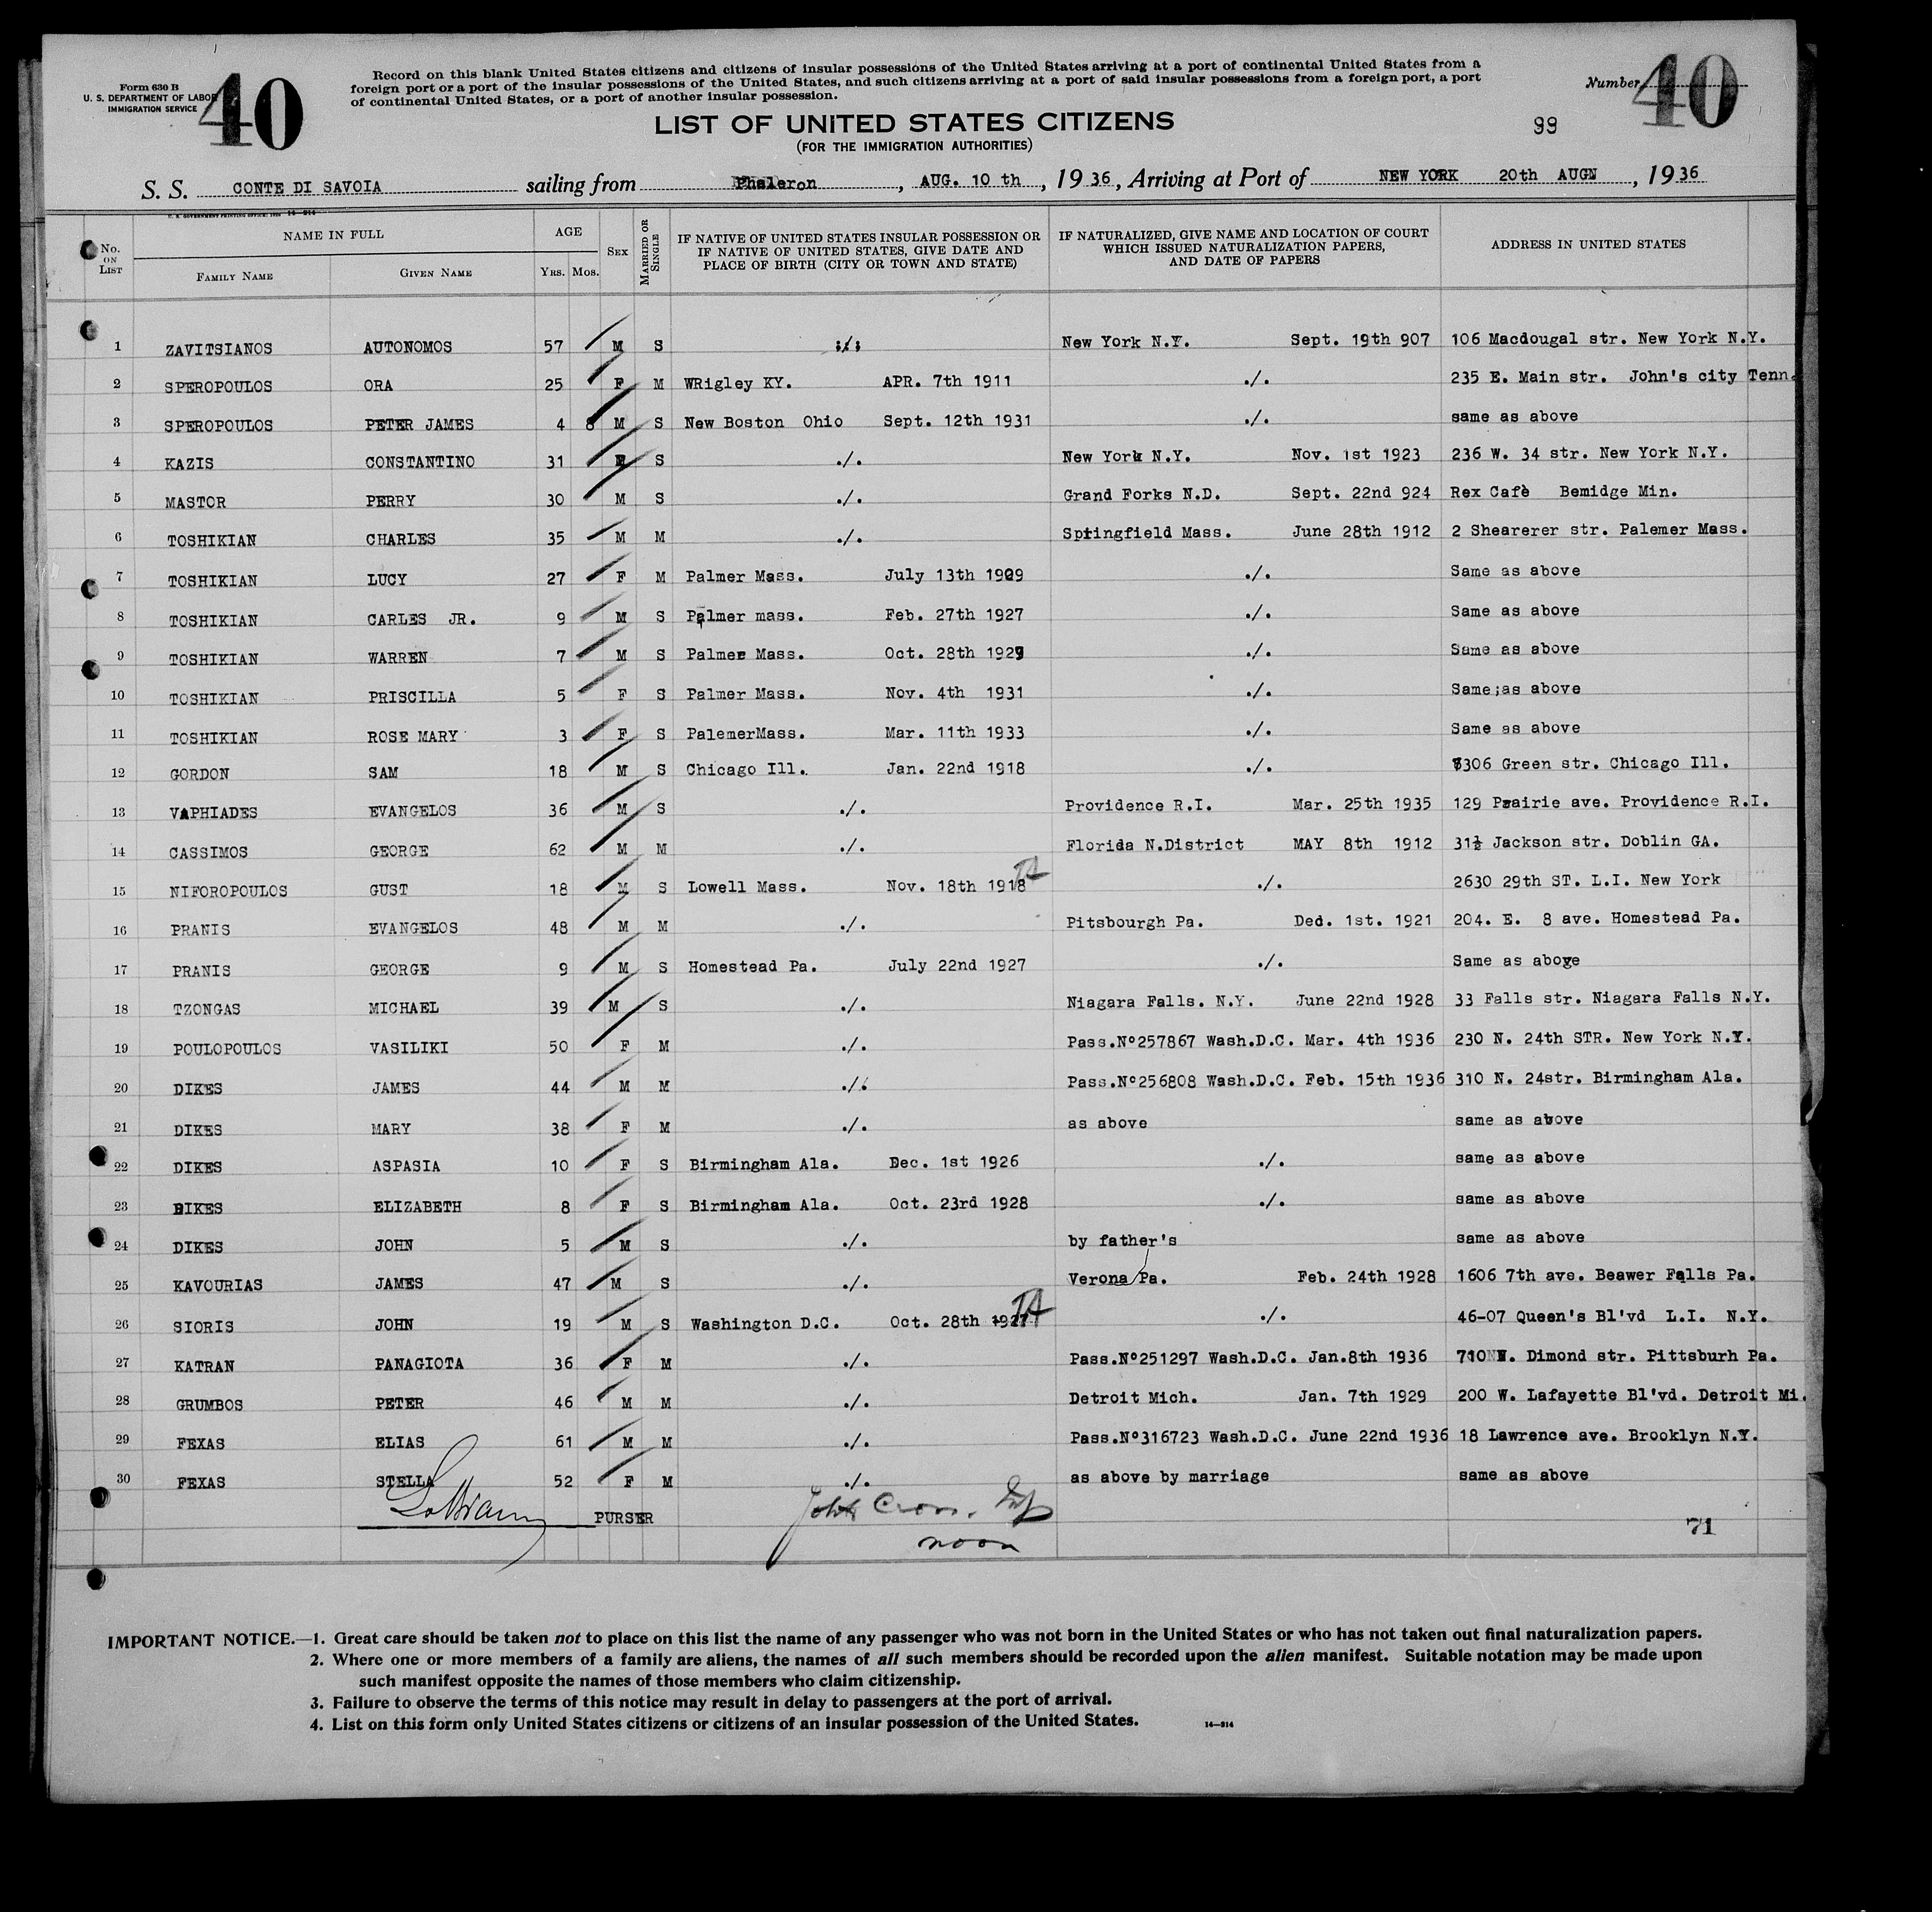 Form 630 B
U. S. DEPARTMENT OF LABOR
IMMIGRATION SERVICE
40
Record on this blank United States citizens and citizens of insular possessions of the United States arriving at a port of continental United States from a
foreign port or a port of the insular possessions of the United States, and such citizens arriving at a port of said insular possessions from a foreign port, a port
of continental United States, or a port of another insular possession.
Number 40
LIST OF UNITED STATES CITIZENS
(FOR THE IMMIGRATION AUTHORITIES)
99
S. S. CONTE DI SAVOIA sailing from Phaleron, AUG. 10 th, 1936, Arriving at Port of NEW YORK 20th AUGN, 1936
No. on List NAME IN FULL Family Name Given Name AGE Yrs. Mos. Sex Married or Single IF NATIVE OF UNITED STATES INSULAR POSSESSION OR IF NATIVE OF UNITED STATES, GIVE DATE AND PLACE OF BIRTH (CITY OR TOWN AND STATE) IF NATURALIZED, GIVE NAME AND LOCATION OF COURT WHICH ISSUED NATURALIZATION PAPERS, AND DATE OF PAPERS ADDRESS IN UNITED STATES
1 ZAVITSIANOS AUTONOMOS 57 M S ./. New York N.Y. Sept. 19th 907 106 Macdougal str. New York N.Y.
2 SPEROPOULOS ORA 25 F M WRigley KY. APR. 7th 1911 ./. 235 E. Main str. John's city Tenn.
3 SPEROPOULOS PETER JAMES 4 8 M S New Boston Ohio Sept. 12th 1931 ./. same as above
4 KAZIS CONSTANTINO 31 S ./. New York N.Y. Nov. 1st 1923 236 W. 34 str. New York N.Y.
5 MASTOR PERRY 30 M S ./. Grand Forks N.D. Sept. 22nd 924 Rex Cafè Bemidge Min.
6 TOSHIKIAN CHARLES 35 M M ./. Springfield Mass. June 28th 1912 2 Shearerer str. Palemer Mass.
7 TOSHIKIAN LUCY 27 F M Palmer Mass. July 13th 1909 ./. Same as above
8 TOSHIKIAN CARLES JR. 9 M S Palmer mass. Feb. 27th 1927 ./. Same as above
9 TOSHIKIAN WARREN 7 M S Palmer Mass. Oct. 28th 1929 ./. Same as above
10 TOSHIKIAN PRISCILLA 5 F S Palmer Mass. Nov. 4th 1931 ./. Same;as above
11 TOSHIKIAN ROSE MARY 3 F S PalemerMass. Mar. 11th 1933 ./. Same as above
12 GORDON SAM 18 M S Chicago Ill. Jan. 22nd 1918 ./. Green str. Chicago Ill.
13 VAPHIADES EVANGELOS 36 M S ./. Providence R.I. Mar. 25th 1935 129 Prairie ave. Providence R.I.
14 CASSIMOS GEORGE 62 M M ./. Florida N.District MAY 8th 1912 31½ Jackson str. Doblin GA.
15 NIFOROPOULOS GUST 18 M S Lowell Mass. Nov. 18th 1918 ./. 2630 29th ST. L.I. New York
16 PRANIS EVANGELOS 48 M M ./. Pitsbourgh Pa. Ded. 1st. 1921 204. E. 8 ave. Homestead Pa.
17 PRANIS GEORGE 9 M S Homestead Pa. July 22nd 1927 ./. Same as above
18 TZONGAS MICHAEL 39 M S ./. Niagara Falls. N.Y. June 22nd 1928 33 Falls str. Niagara Falls N.Y.
19 POULOPOULOS VASILIKI 50 F M ./. Pass.Nº257867 Wash.D.C. Mar. 4th 1936 230 N. 24th STR. New York N.Y.
20 DIKES JAMES 44 M M ./. Pass.Nº256808 Wash.D.C. Feb. 15th 1936 310 N. 24str. Birmingham Ala.
21 DIKES MARY 38 F M ./. as above same as above
22 DIKES ASPASIA 10 F S Birmingham Ala. Dec. 1st 1926 ./. same as above
23 DIKES ELIZABETH 8 F S Birmingham Ala. Oct. 23rd 1928 ./. same as above
24 DIKES JOHN 5 M S ./. by father's same as above
25 KAVOURIAS JAMES 47 M S ./. Verona Pa. Feb. 24th 1928 1606 7th ave. Beawer Falls Pa.
26 SIORIS JOHN 19 M S Washington D.C. Oct. 28th ./. 46-07 Queen's Bl'vd L.I. N.Y.
27 KATRAN PANAGIOTA 36 F M ./. Pass.Nº251297 Wash.D.C. Jan.8th 1936 Dimond str. Pittsburh Pa.
28 GRUMBOS PETER 46 M M ./. Detroit Mich. Jan. 7th 1929 200 W. Lafayette Bl'vd. Detroit Mi.
29 FEXAS ELIAS 61 M M ./. Pass.Nº316723 Wash.D.C. June 22nd 1936 18 Lawrence ave. Brooklyn N.Y.
30 FEXAS STELLA 52 F M ./. as above by marriage same as above
PURSER
noon
71
IMPORTANT NOTICE.—1. Great care should be taken not to place on this list the name of any passenger who was not born in the United States or who has not taken out final naturalization papers.
2. Where one or more members of a family are aliens, the names of all such members should be recorded upon the alien manifest. Suitable notation may be made upon
such manifest opposite the names of those members who claim citizenship.
3. Failure to observe the terms of this notice may result in delay to passengers at the port of arrival.
4. List on this form only United States citizens or citizens of an insular possession of the United States.
14—914